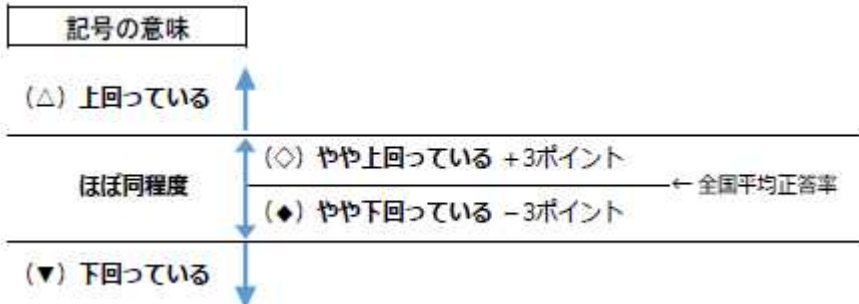 記号の意味
（△）上回っている
（◇）やや上回っている ＋3ポイント
ほぼ同程度
← 全国平均正答率
（◆）やや下回っている －3ポイント
（▼）下回っている